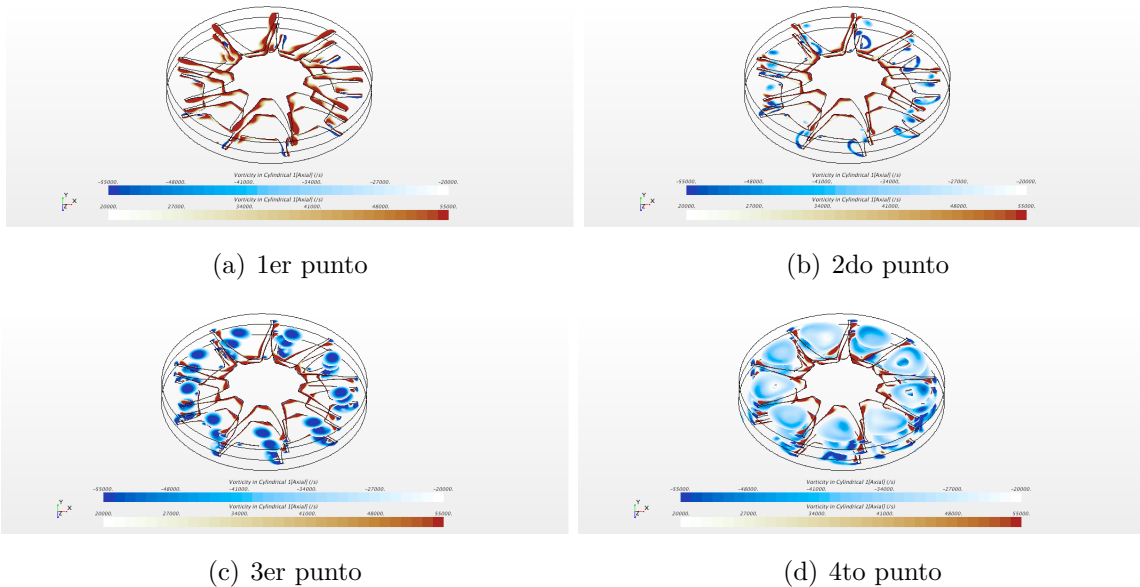 Vorticity in Cylindrical 1[Axial] (/s)
-55000. -48000. -41000. -34000. -27000. -20000.
Vorticity in Cylindrical 1[Axial] (/s)
20000. 27000. 34000. 41000. 48000. 55000.
Y
X
Z
(a) 1er punto
Vorticity in Cylindrical 1[Axial] (/s)
-55000. -48000. -41000. -34000. -27000. -20000.
Vorticity in Cylindrical 1[Axial] (/s)
20000. 27000. 34000. 41000. 48000. 55000.
Y
X
Z
(b) 2do punto
Vorticity in Cylindrical 1[Axial] (/s)
-55000. -48000. -41000. -34000. -27000. -20000.
Vorticity in Cylindrical 1[Axial] (/s)
20000. 27000. 34000. 41000. 48000. 55000.
Y
X
Z
(c) 3er punto
Vorticity in Cylindrical 1[Axial] (/s)
-55000. -48000. -41000. -34000. -27000. -20000.
Vorticity in Cylindrical 1[Axial] (/s)
20000. 27000. 34000. 41000. 48000. 55000.
Y
X
Z
(d) 4to punto